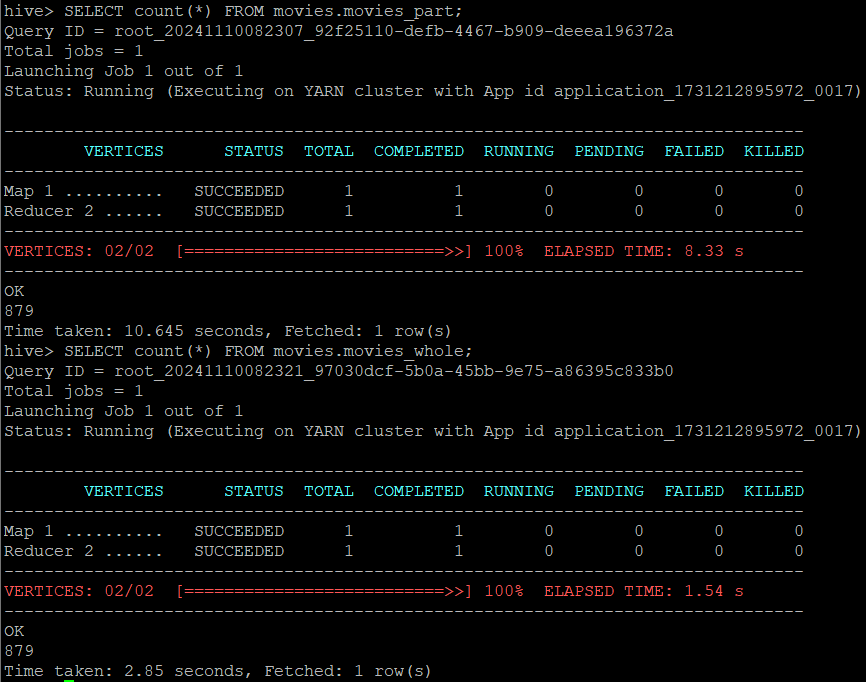 hive> SELECT count(*) FROM movies.movies_part;
Query ID = root_20241110082307_92f25110-defb-4467-b909-deeea196372a
Total jobs = 1
Launching Job 1 out of 1
Status: Running (Executing on YARN cluster with App id application_1731212895972_0017)
--------------------------------------------------------------------------------
        VERTICES      STATUS  TOTAL  COMPLETED  RUNNING  PENDING  FAILED  KILLED
--------------------------------------------------------------------------------
Map 1 ..........   SUCCEEDED      1          1        0        0       0       0
Reducer 2 ......   SUCCEEDED      1          1        0        0       0       0
--------------------------------------------------------------------------------
VERTICES: 02/02  [==========================>>] 100%  ELAPSED TIME: 8.33 s
--------------------------------------------------------------------------------
OK
879
Time taken: 10.645 seconds, Fetched: 1 row(s)
hive> SELECT count(*) FROM movies.movies_whole;
Query ID = root_20241110082321_97030dcf-5b0a-45bb-9e75-a86395c833b0
Total jobs = 1
Launching Job 1 out of 1
Status: Running (Executing on YARN cluster with App id application_1731212895972_0017)
--------------------------------------------------------------------------------
        VERTICES      STATUS  TOTAL  COMPLETED  RUNNING  PENDING  FAILED  KILLED
--------------------------------------------------------------------------------
Map 1 ..........   SUCCEEDED      1          1        0        0       0       0
Reducer 2 ......   SUCCEEDED      1          1        0        0       0       0
--------------------------------------------------------------------------------
VERTICES: 02/02  [==========================>>] 100%  ELAPSED TIME: 1.54 s
--------------------------------------------------------------------------------
OK
879
Time taken: 2.85 seconds, Fetched: 1 row(s)